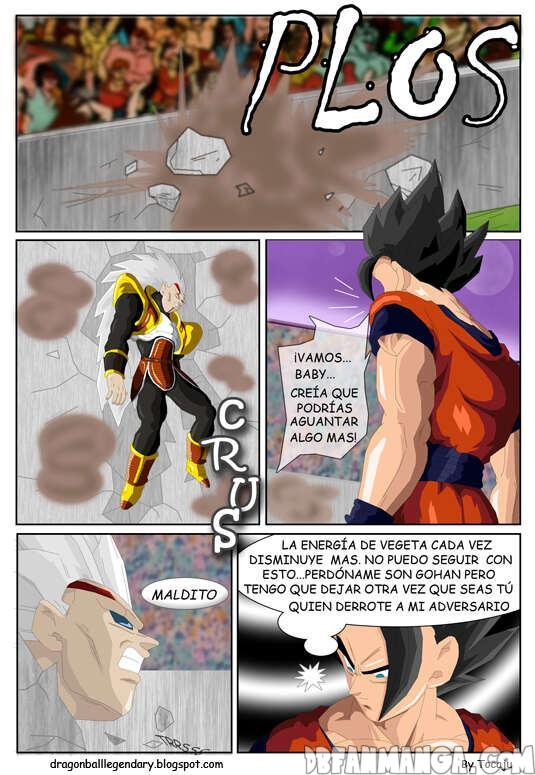 PLOS
¡VAMOS...
BABY...
CREÍA QUE
PODRÍAS
AGUANTAR
ALGO MAS!
CRUS
MALDITO
TRRSSS
LA ENERGÍA DE VEGETA CADA VEZ
DISMINUYE MAS. NO PUEDO SEGUIR CON
ESTO...PERDÓNAME SON GOHAN PERO
TENGO QUE DEJAR OTRA VEZ QUE SEAS TÚ
QUIEN DERROTE A MI ADVERSARIO
DBFANMANGA.COM
dragonballlegendary.blogspot.com
By Tocaju